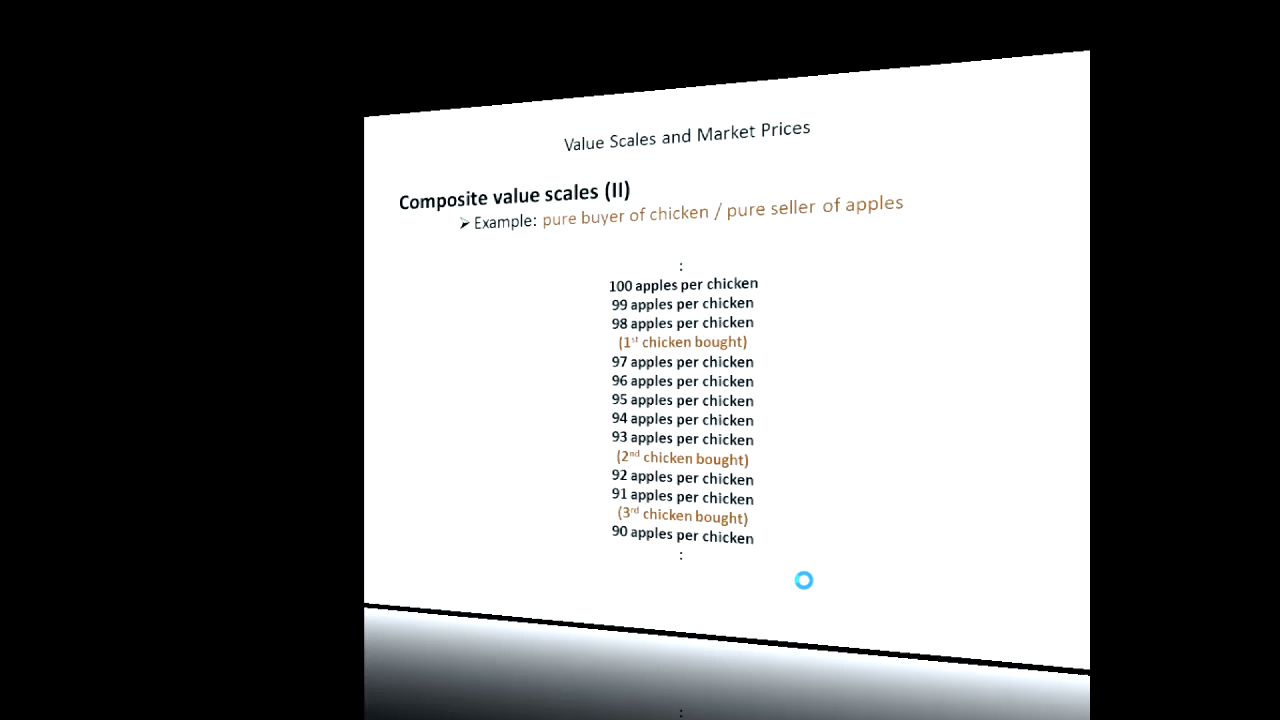 Value Scales and Market Prices
Composite value scales (II)
➢ Example: pure buyer of chicken / pure seller of apples
:
100 apples per chicken
99 apples per chicken
98 apples per chicken
(1st chicken bought)
97 apples per chicken
96 apples per chicken
95 apples per chicken
94 apples per chicken
93 apples per chicken
(2nd chicken bought)
92 apples per chicken
91 apples per chicken
(3rd chicken bought)
90 apples per chicken
:
: